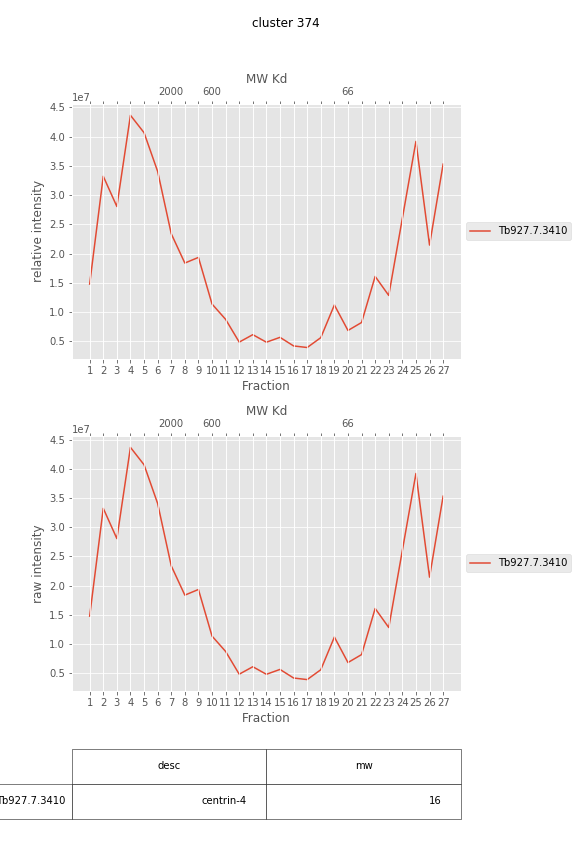 cluster 374
MW Kd
2000 600 66
1e7
4.5
4.0
3.5
3.0
2.5
2.0
1.5
1.0
0.5
relative intensity
Tb927.7.3410
1 2 3 4 5 6 7 8 9 10 11 12 13 14 15 16 17 18 19 20 21 22 23 24 25 26 27
Fraction
MW Kd
2000 600 66
1e7
4.5
4.0
3.5
3.0
2.5
2.0
1.5
1.0
0.5
raw intensity
Tb927.7.3410
1 2 3 4 5 6 7 8 9 10 11 12 13 14 15 16 17 18 19 20 21 22 23 24 25 26 27
Fraction
desc mw
Tb927.7.3410 centrin-4 16